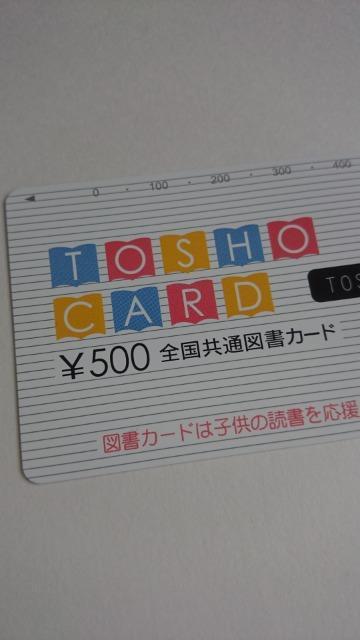 0 · 100 · 200 · 300 · 400
TOSHO
CARD
TOS
¥500 全国共通図書カード
図書カードは子供の読書を応援